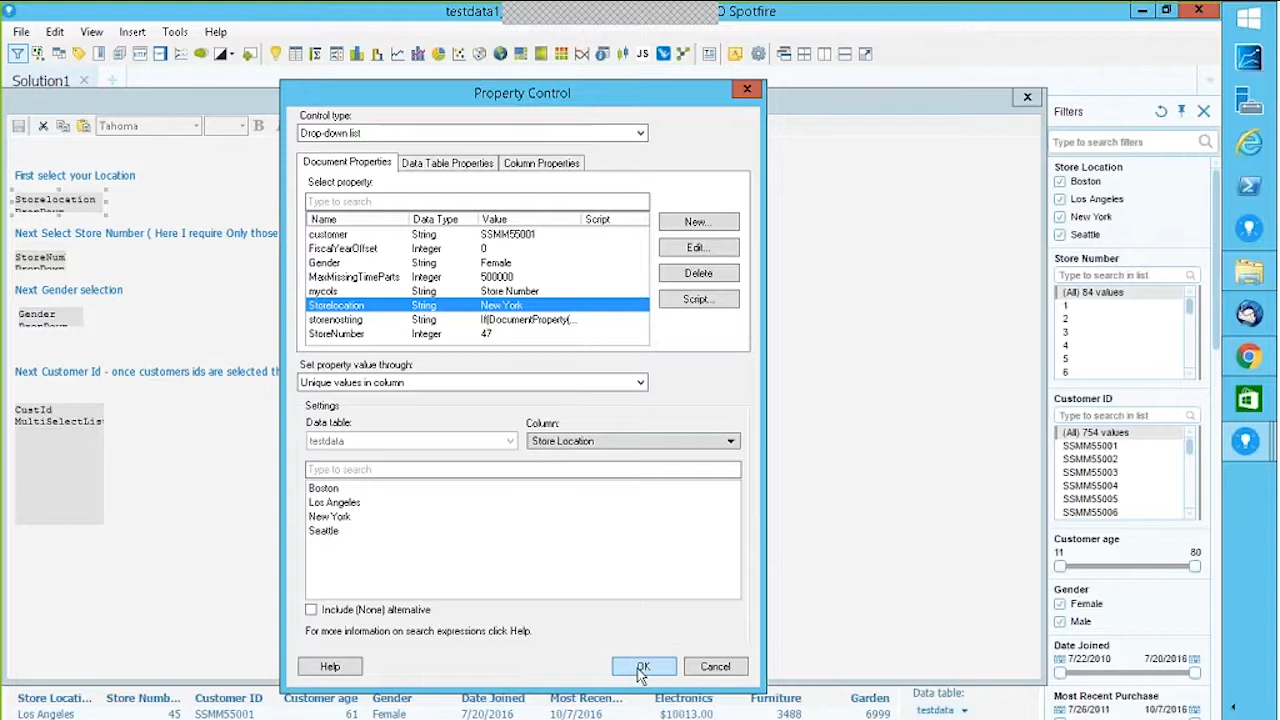 testdata1_
O Spotfire
File Edit View Insert Tools Help
JS
Solution1
Tahoma
B
First select your Location
Storelocation
DropDown
Next Select Store Number ( Here I require Only those
StoreNum
DropDown
Next Gender selection
Gender
DropDown
Next Customer Id - once customers ids are selected th
CustId
MultiSelectList
Property Control
Control type:
Drop-down list
Document Properties Data Table Properties Column Properties
Select property:
Type to search
Name Data Type Value Script
customer String SSMM55001
FiscalYearOffset Integer 0
Gender String Female
MaxMissingTimeParts Integer 500000
mycols String Store Number
Storelocation String New York
storenostring String If(DocumentProperty(...
StoreNumber Integer 47
New...
Edit...
Delete
Script...
Set property value through:
Unique values in column
Settings
Data table: Column:
testdata Store Location
Type to search
Boston
Los Angeles
New York
Seattle
Include (None) alternative
For more information on search expressions click Help.
Help OK Cancel
Filters
Type to search filters
Store Location
Boston
Los Angeles
New York
Seattle
Store Number
Type to search in list
(All) 84 values
1
2
3
4
5
6
Customer ID
Type to search in list
(All) 754 values
SSMM55001
SSMM55002
SSMM55003
SSMM55004
SSMM55005
SSMM55006
Customer age
11 80
Gender
Female
Male
Date Joined
7/22/2010 7/20/2016
Most Recent Purchase
7/26/2011 10/7/2016
Store Locati... Store Numb... Customer ID Customer age Gender Date Joined Most Recen... Electronics Furniture Garden
Los Angeles 45 SSMM55001 61 Female 7/20/2016 10/7/2016 $10013.00 3488 6999
Data table:
testdata